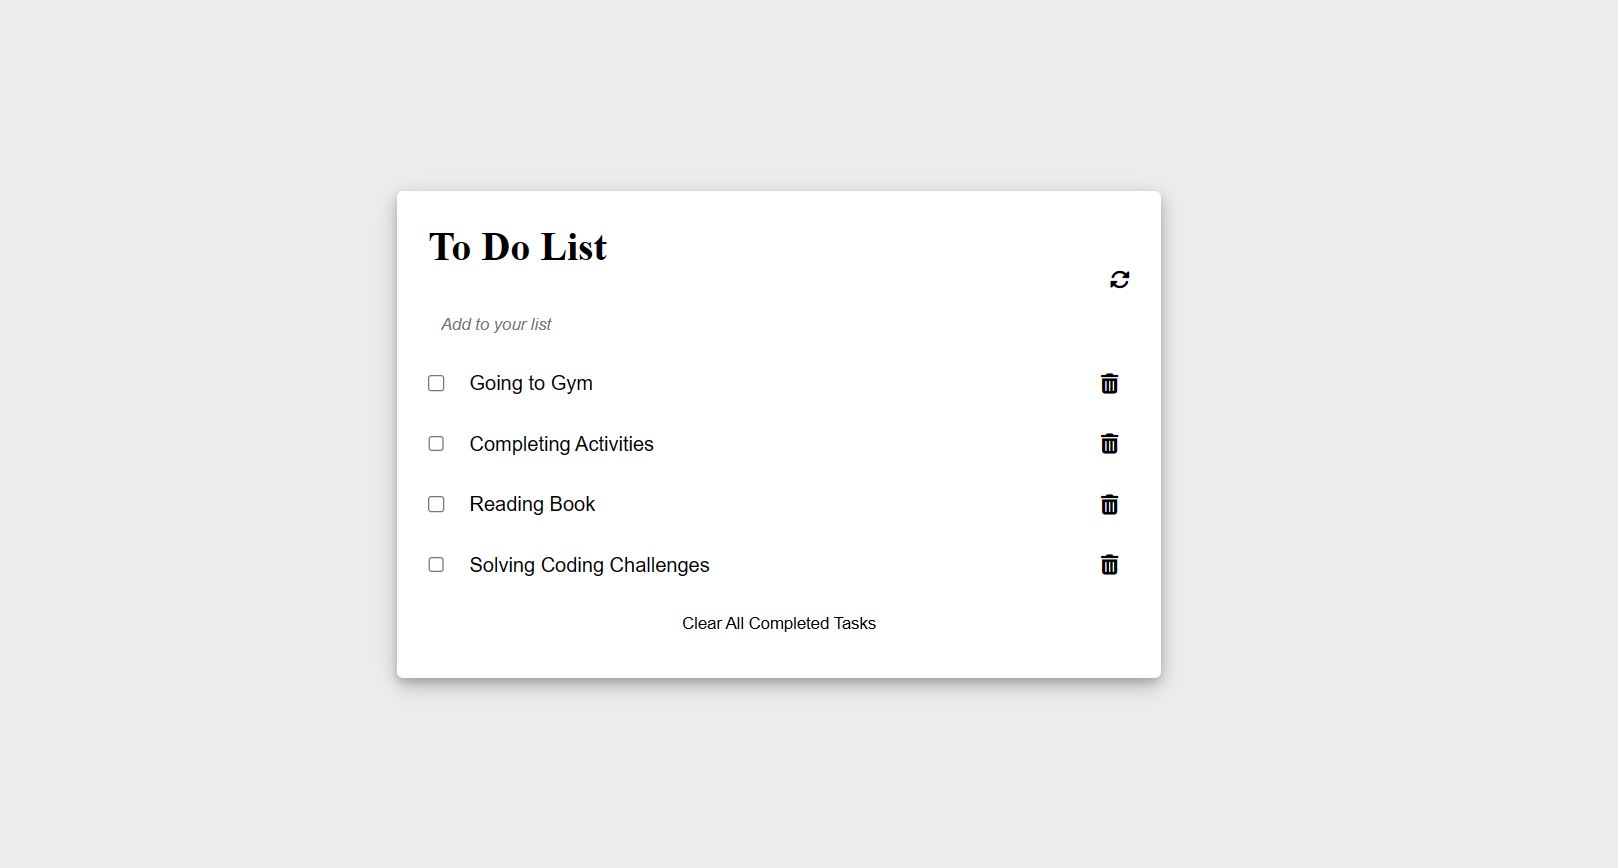 To Do List
Add to your list
Going to Gym
Completing Activities
Reading Book
Solving Coding Challenges
Clear All Completed Tasks